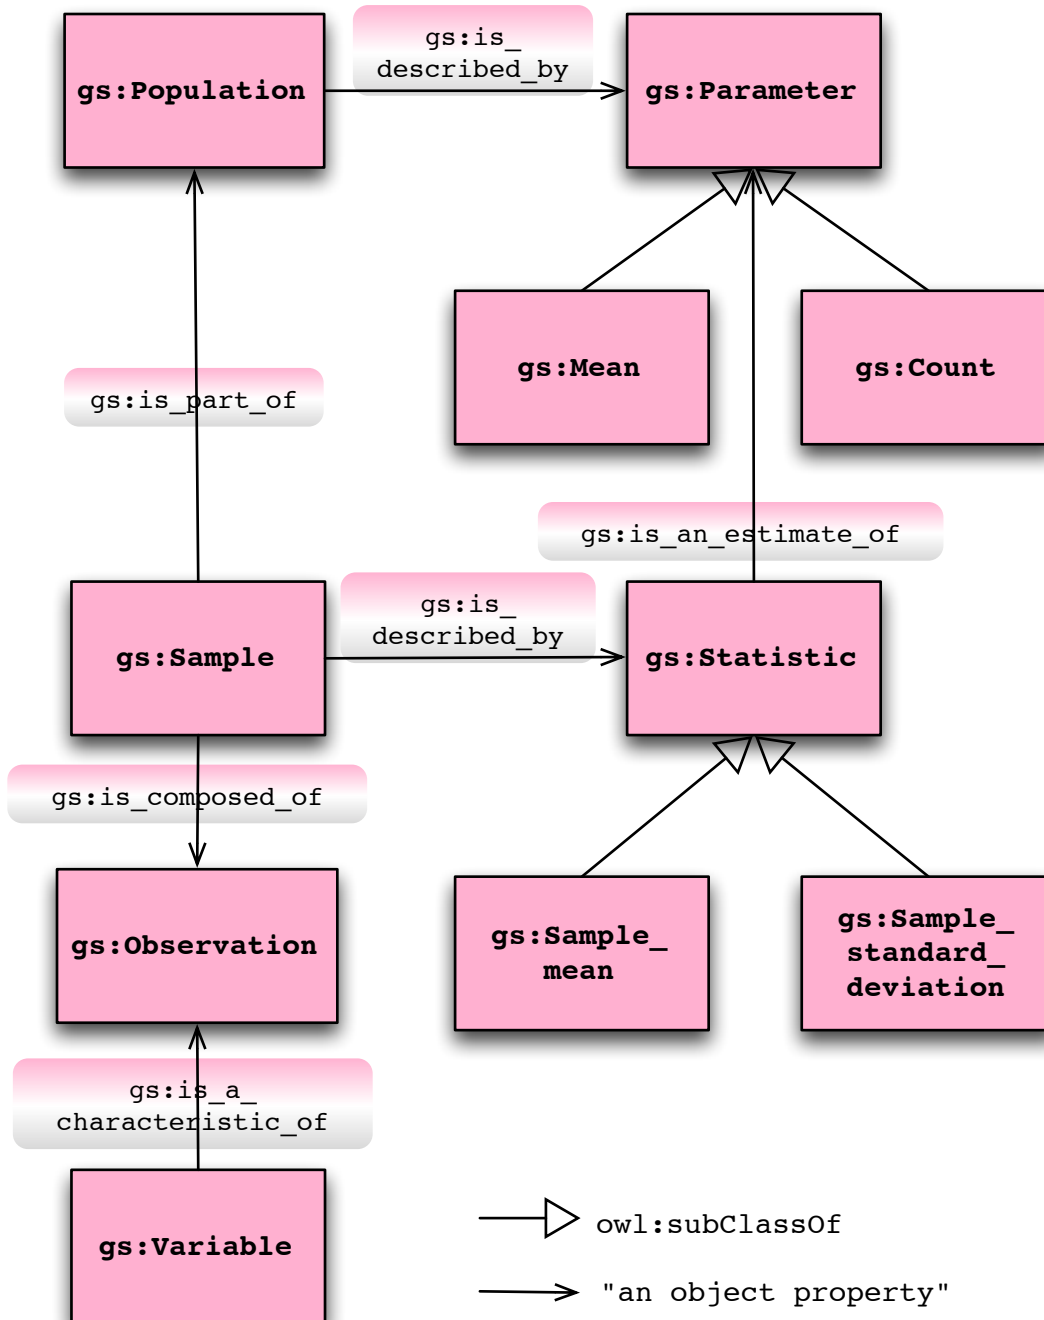 gs:Population
gs:is_
described_by
gs:Parameter
gs:Mean
gs:Count
gs:is_part_of
gs:is_an_estimate_of
gs:Sample
gs:is_
described_by
gs:Statistic
gs:is_composed_of
gs:Observation
gs:Sample_
mean
gs:Sample_
standard_
deviation
gs:is_a_
characteristic_of
gs:Variable
owl:subClassOf
"an object property"